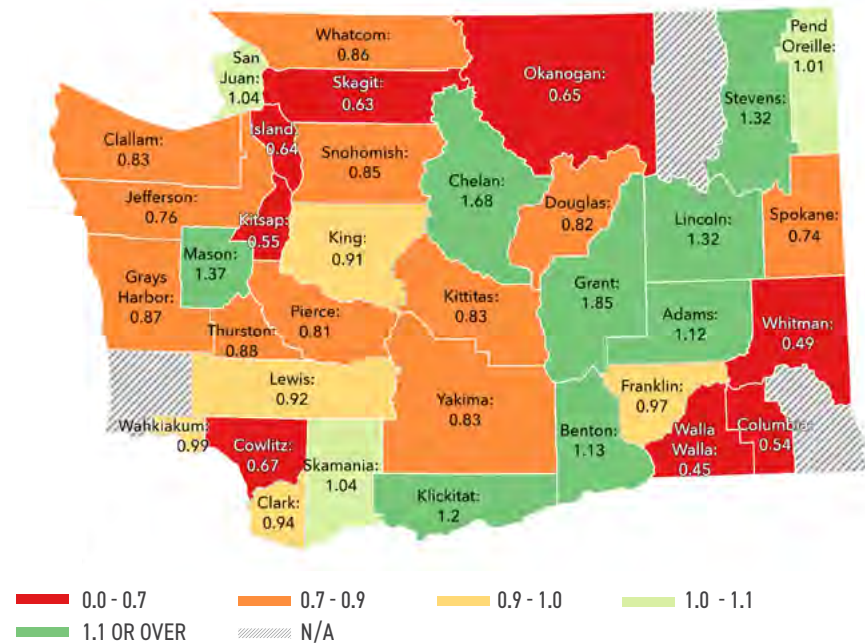 Whatcom:
0.86
San
Juan:
1.04
Skagit:
0.63
Okanogan:
0.65
Pend
Oreille:
1.01
Stevens:
1.32
Island:
0.64
Clallam:
0.83
Snohomish:
0.85
Chelan:
1.68
Jefferson:
0.76
Douglas:
0.82
Lincoln:
1.32
Spokane:
0.74
Kitsap:
0.55
King:
0.91
Mason:
1.37
Grays
Harbor:
0.87
Grant:
1.85
Kittitas:
0.83
Pierce:
0.81
Adams:
1.12
Whitman:
0.49
Thurston:
0.88
Lewis:
0.92
Yakima:
0.83
Franklin:
0.97
Wahkiakum:
0.99
Cowlitz:
0.67
Benton:
1.13
Walla
Walla:
0.45
Columbia:
0.54
Skamania:
1.04
Clark:
0.94
Klickitat:
1.2
0.0 - 0.7
0.7 - 0.9
0.9 - 1.0
1.0 - 1.1
1.1 OR OVER
N/A